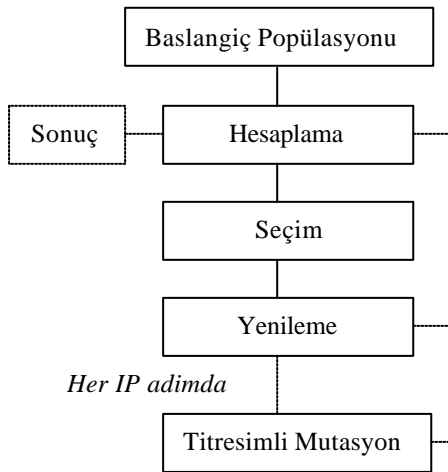 Baslangiç Popülasyonu
Sonuç
Hesaplama
Seçim
Yenileme
Her IP adimda
Titresimli Mutasyon